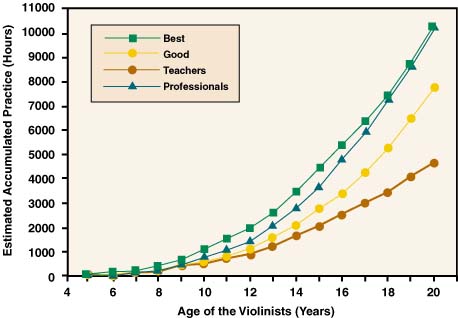 Estimated Accumulated Practice (Hours)
11000
10000
9000
8000
7000
6000
5000
4000
3000
2000
1000
0
Best
Good
Teachers
Professionals
4 6 8 10 12 14 16 18 20
Age of the Violinists (Years)